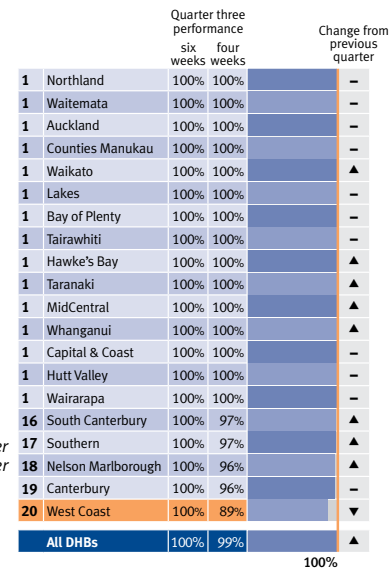 Quarter three
performance
Change from
previous
quarter
six weeks
four weeks
1 Northland 100% 100% –
1 Waitemata 100% 100% –
1 Auckland 100% 100% –
1 Counties Manukau 100% 100% –
1 Waikato 100% 100% ▲
1 Lakes 100% 100% –
1 Bay of Plenty 100% 100% –
1 Tairawhiti 100% 100% –
1 Hawke's Bay 100% 100% ▲
1 Taranaki 100% 100% ▲
1 MidCentral 100% 100% ▲
1 Whanganui 100% 100% ▲
1 Capital & Coast 100% 100% –
1 Hutt Valley 100% 100% –
1 Wairarapa 100% 100% –
16 South Canterbury 100% 97% ▲
17 Southern 100% 97% ▲
18 Nelson Marlborough 100% 96% ▲
19 Canterbury 100% 96% –
20 West Coast 100% 89% ▼
All DHBs 100% 99% ▲
100%